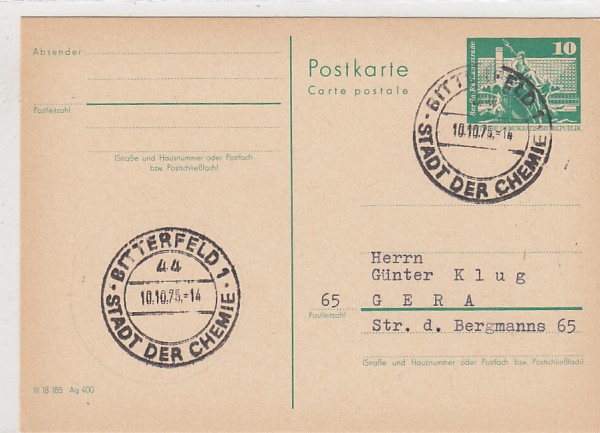 Absender:
Postleitzahl
(Straße und Hausnummer oder Postfach
bzw. Postschließfach)
BITTERFELD 1
44
10.10.75.-14
STADT DER CHEMIE
III 18 185 Ag 400
Postkarte
Carte postale
10
BITTERFELD 1
10.10.75.-14
STADT DER CHEMIE
Herrn
Günter Klug
65 GERA
Postleitzahl
Str. d. Bergmanns 65
(Straße und Hausnummer oder Postfach bzw. Postschließfach)